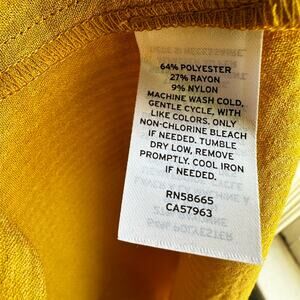 64% POLYESTER
27% RAYON
9% NYLON
MACHINE WASH COLD,
GENTLE CYCLE, WITH
LIKE COLORS. ONLY
NON-CHLORINE BLEACH
IF NEEDED. TUMBLE
DRY LOW, REMOVE
PROMPTLY. COOL IRON
IF NEEDED.
RN58665
CA57963